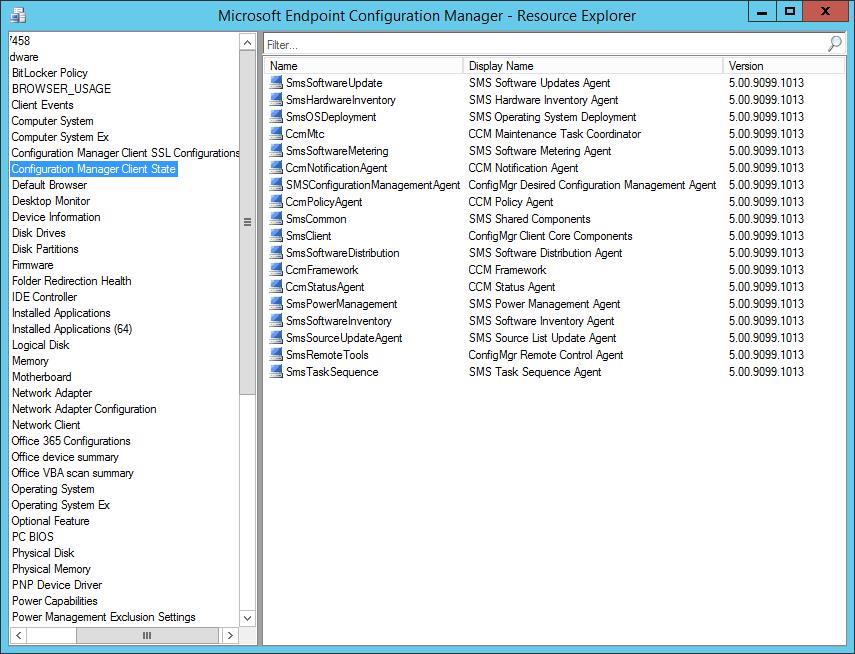 Microsoft Endpoint Configuration Manager - Resource Explorer
7458
dware
BitLocker Policy
BROWSER_USAGE
Client Events
Computer System
Computer System Ex
Configuration Manager Client SSL Configurations
Configuration Manager Client State
Default Browser
Desktop Monitor
Device Information
Disk Drives
Disk Partitions
Firmware
Folder Redirection Health
IDE Controller
Installed Applications
Installed Applications (64)
Logical Disk
Memory
Motherboard
Network Adapter
Network Adapter Configuration
Network Client
Office 365 Configurations
Office device summary
Office VBA scan summary
Operating System
Operating System Ex
Optional Feature
PC BIOS
Physical Disk
Physical Memory
PNP Device Driver
Power Capabilities
Power Management Exclusion Settings
Filter...
Name Display Name Version
SmsSoftwareUpdate SMS Software Updates Agent 5.00.9099.1013
SmsHardwareInventory SMS Hardware Inventory Agent 5.00.9099.1013
SmsOSDeployment SMS Operating System Deployment 5.00.9099.1013
CcmMtc CCM Maintenance Task Coordinator 5.00.9099.1013
SmsSoftwareMetering SMS Software Metering Agent 5.00.9099.1013
CcmNotificationAgent CCM Notification Agent 5.00.9099.1013
SMSConfigurationManagementAgent ConfigMgr Desired Configuration Management Agent 5.00.9099.1013
CcmPolicyAgent CCM Policy Agent 5.00.9099.1013
SmsCommon SMS Shared Components 5.00.9099.1013
SmsClient ConfigMgr Client Core Components 5.00.9099.1013
SmsSoftwareDistribution SMS Software Distribution Agent 5.00.9099.1013
CcmFramework CCM Framework 5.00.9099.1013
CcmStatusAgent CCM Status Agent 5.00.9099.1013
SmsPowerManagement SMS Power Management Agent 5.00.9099.1013
SmsSoftwareInventory SMS Software Inventory Agent 5.00.9099.1013
SmsSourceUpdateAgent SMS Source List Update Agent 5.00.9099.1013
SmsRemoteTools ConfigMgr Remote Control Agent 5.00.9099.1013
SmsTaskSequence SMS Task Sequence Agent 5.00.9099.1013